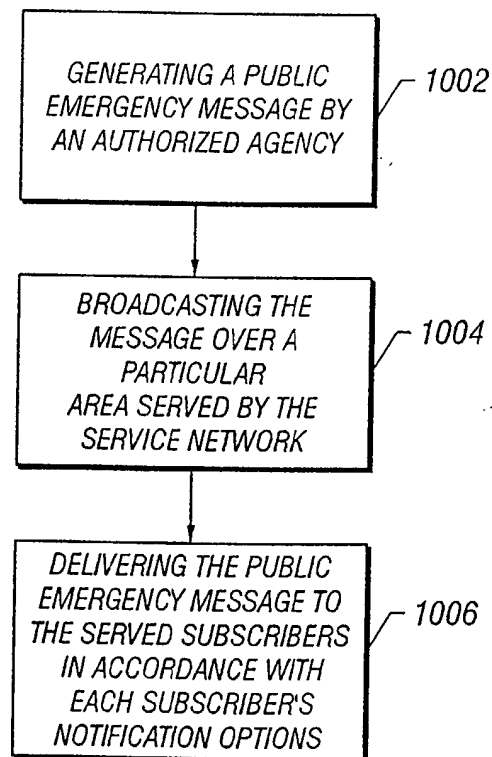 GENERATING A PUBLIC
EMERGENCY MESSAGE BY
AN AUTHORIZED AGENCY
1002
BROADCASTING THE
MESSAGE OVER A
PARTICULAR
AREA SERVED BY THE
SERVICE NETWORK
1004
DELIVERING THE PUBLIC
EMERGENCY MESSAGE TO
THE SERVED SUBSCRIBERS
IN ACCORDANCE WITH
EACH SUBSCRIBER'S
NOTIFICATION OPTIONS
1006